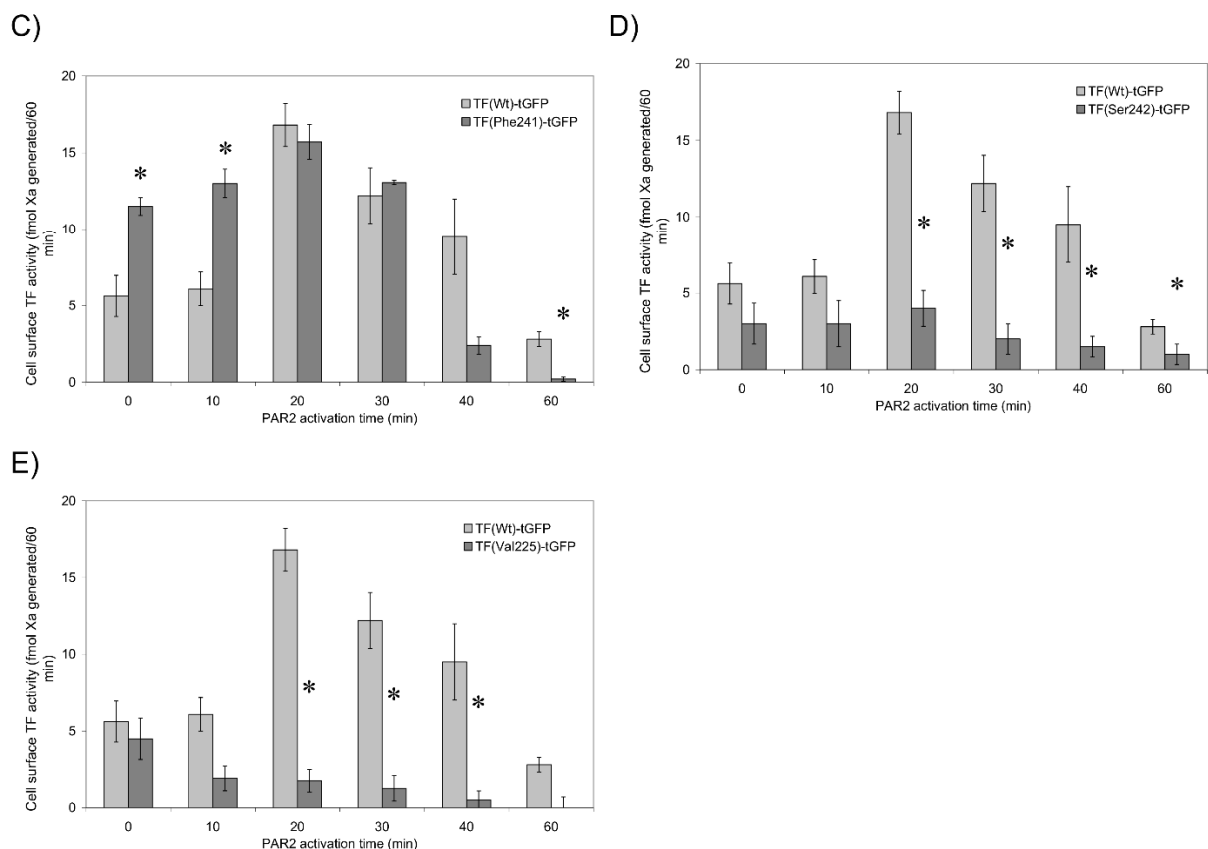 C)
Cell surface TF activity (fmol Xa generated/60
min)
20
15
10
5
0
TF(Wt)-tGFP
TF(Phe241)-tGFP
*
*
*
0 10 20 30 40 60
PAR2 activation time (min)
D)
Cell surface TF activity (fmol Xa generated/60
min)
20
15
10
5
0
TF(Wt)-tGFP
TF(Ser242)-tGFP
*
*
*
*
0 10 20 30 40 60
PAR2 activation time (min)
E)
Cell surface TF activity (fmol Xa generated/60
min)
20
15
10
5
0
TF(Wt)-tGFP
TF(Val225)-tGFP
*
*
*
0 10 20 30 40 60
PAR2 activation time (min)